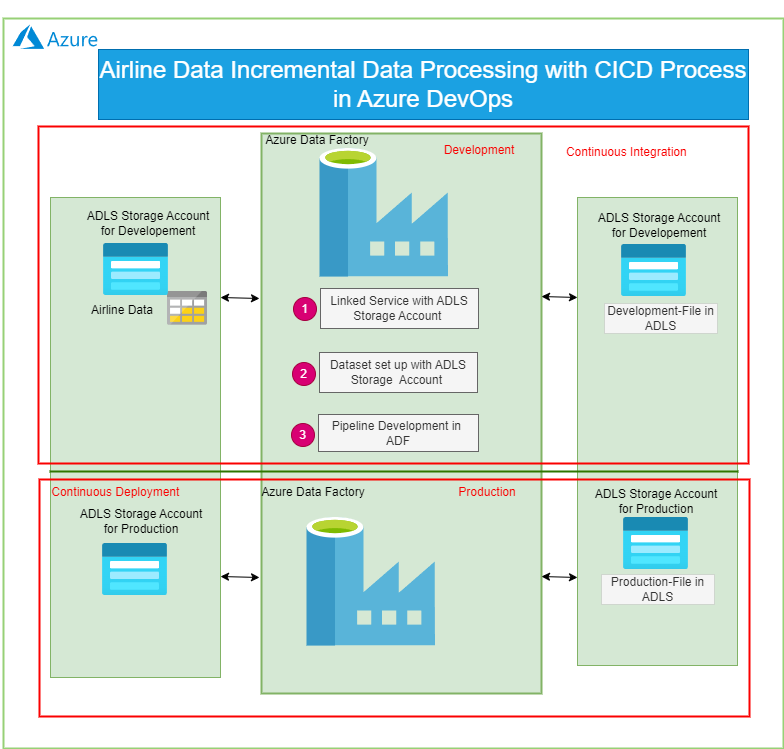 Azure
Airline Data Incremental Data Processing with CICD Process
in Azure DevOps
Azure Data Factory
Development
Continuous Integration
ADLS Storage Account
for Developement
Airline Data
1
Linked Service with ADLS
Storage Account
2
Dataset set up with ADLS
Storage Account
3
Pipeline Development in
ADF
ADLS Storage Account
for Developement
Development-File in
ADLS
Continuous Deployment
ADLS Storage Account
for Production
Azure Data Factory
Production
ADLS Storage Account
for Production
Production-File in
ADLS